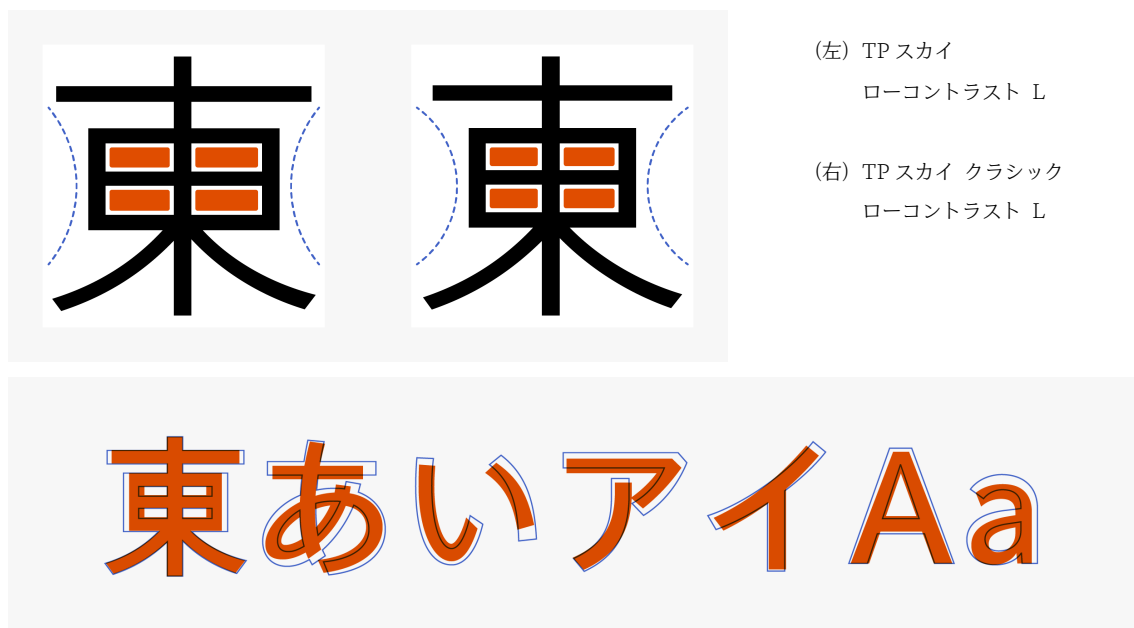 東 東
（左）TP スカイ
ローコントラスト L
（右）TP スカイ クラシック
ローコントラスト L
東あいアイAa